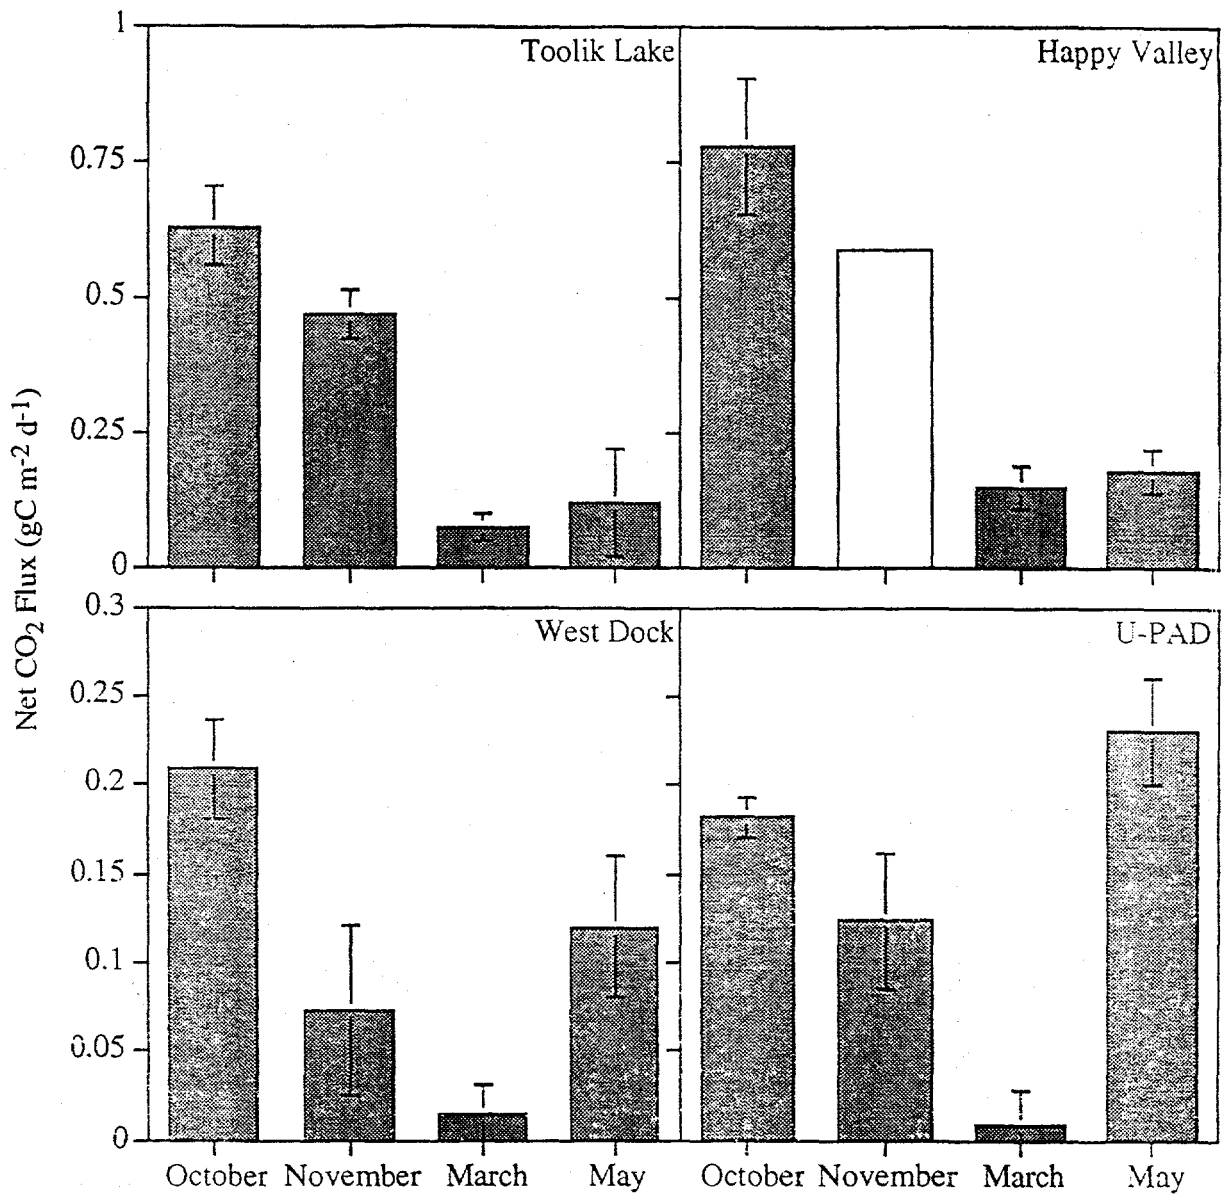 Net CO2 Flux (gC m-2 d-1)
1
0.75
0.5
0.25
0
Toolik Lake
Happy Valley
0.3
0.25
0.2
0.15
0.1
0.05
0
West Dock
U-PAD
October November March May October November March May